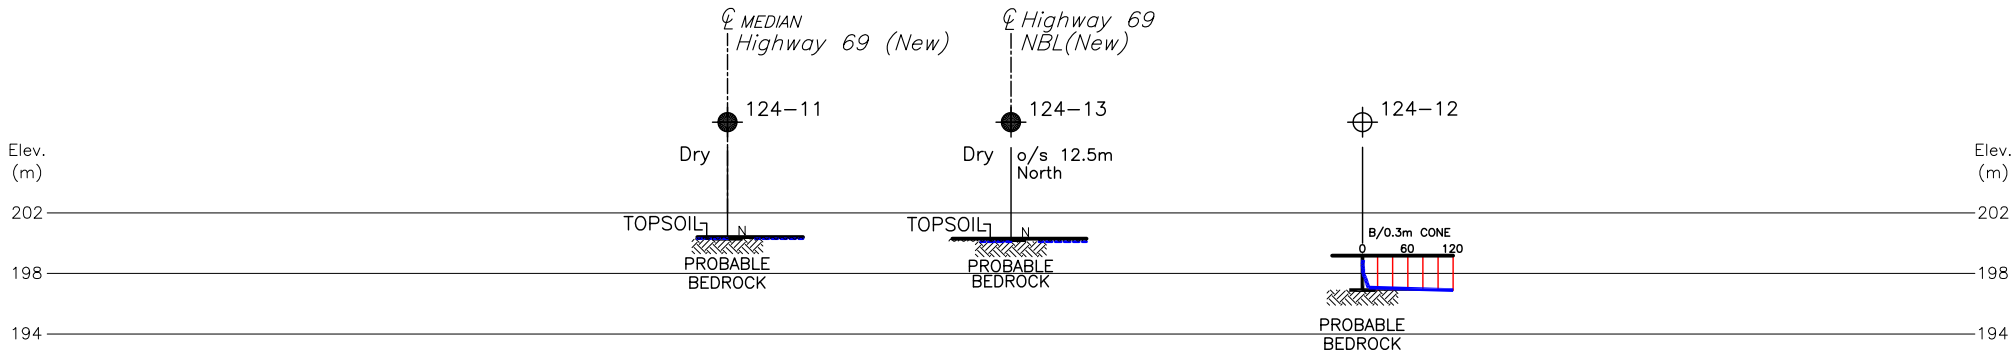 ℄ MEDIAN
Highway 69 (New)
℄ Highway 69
NBL(New)
124-11
124-13
124-12
Elev.
(m)
Dry
Dry
o/s 12.5m
North
Elev.
(m)
202
202
TOPSOIL
N
TOPSOIL
N
B/0.3m CONE
0 60 120
PROBABLE
BEDROCK
PROBABLE
BEDROCK
198
198
PROBABLE
BEDROCK
194
194